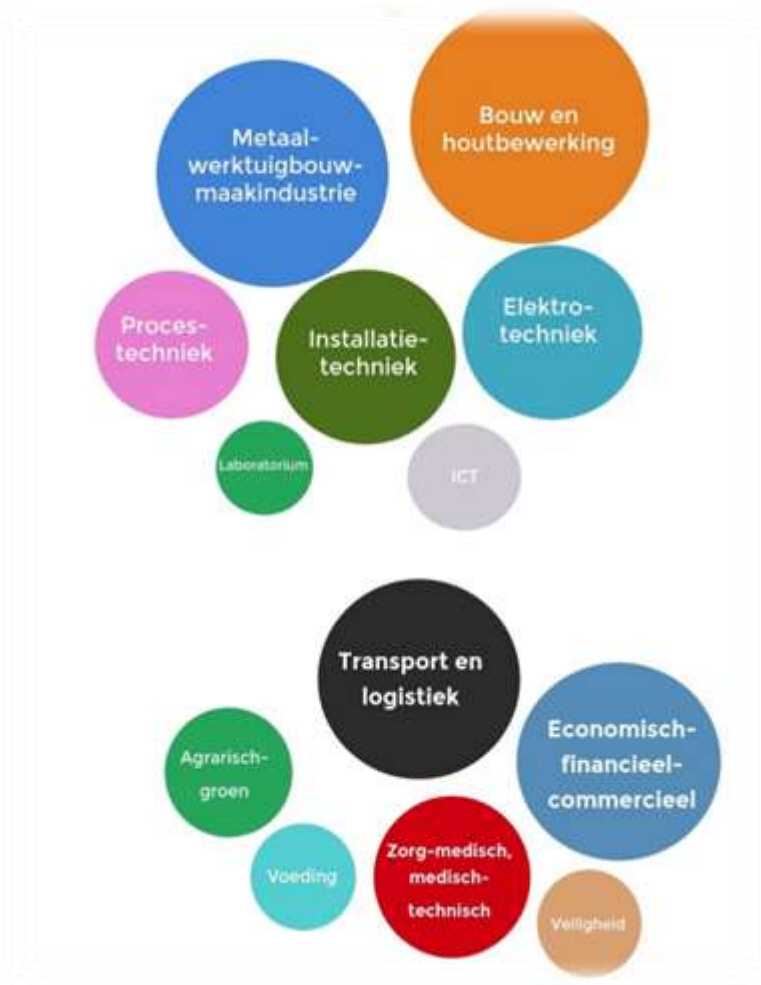 Bouw en
houtbewerking
Metaal-
werktuigbouw-
maakindustrie
Elektro-
techniek
Proces-
techniek
Installatie-
techniek
Laboratorium
ICT
Transport en
logistiek
Economisch-
financieel-
commercieel
Agrarisch-
groen
Zorg-medisch,
medisch-
technisch
Voeding
Veiligheid